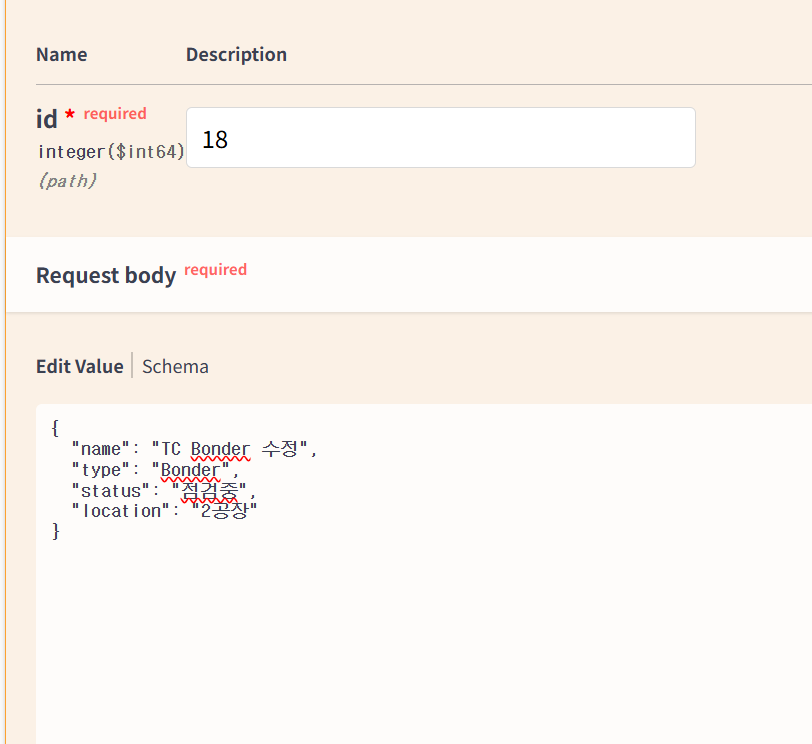 Name Description
id * required
18
integer($int64)
(path)
Request body required
Edit Value Schema
{
  "name": "TC Bonder 수정",
  "type": "Bonder",
  "status": "점검중",
  "location": "2공장"
}